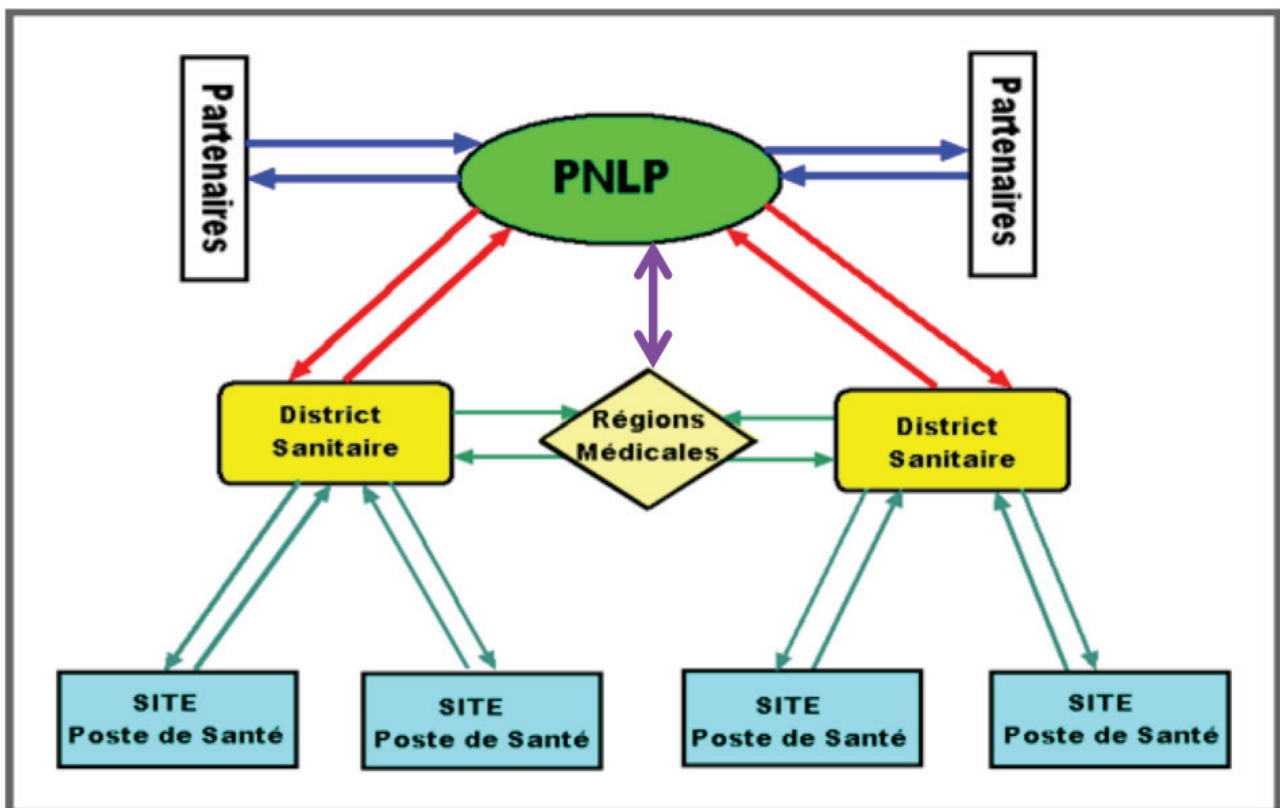 Partenaires
PNLP
Partenaires
District
Sanitaire
Régions
Médicales
District
Sanitaire
SITE
Poste de Santé
SITE
Poste de Santé
SITE
Poste de Santé
SITE
Poste de Santé